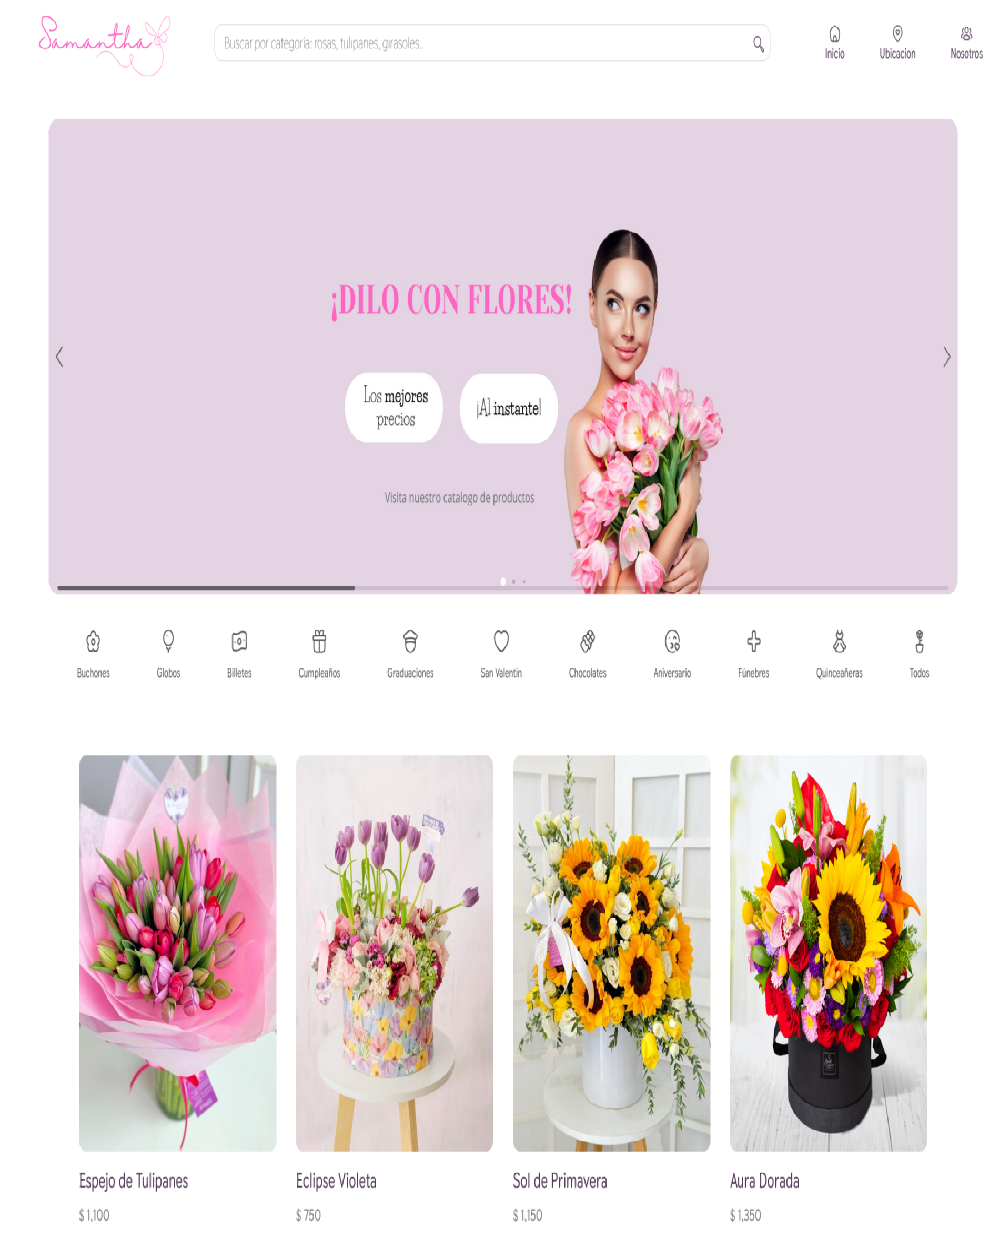 Samantha
Buscar por categoria: rosas, tulipanes, girasoles..
Inicio
Ubicacion
Nosotros
¡DILO CON FLORES!
Los mejores
precios
¡Al instante!
Visita nuestro catalogo de productos
Buchones
Globos
Billetes
Cumpleaños
Graduaciones
San Valentin
Chocolates
Aniversario
Fúnebres
Quinceañeras
Todos
Espejo de Tulipanes
Eclipse Violeta
Sol de Primavera
Aura Dorada
$ 1,100
$ 750
$ 1,150
$ 1,350